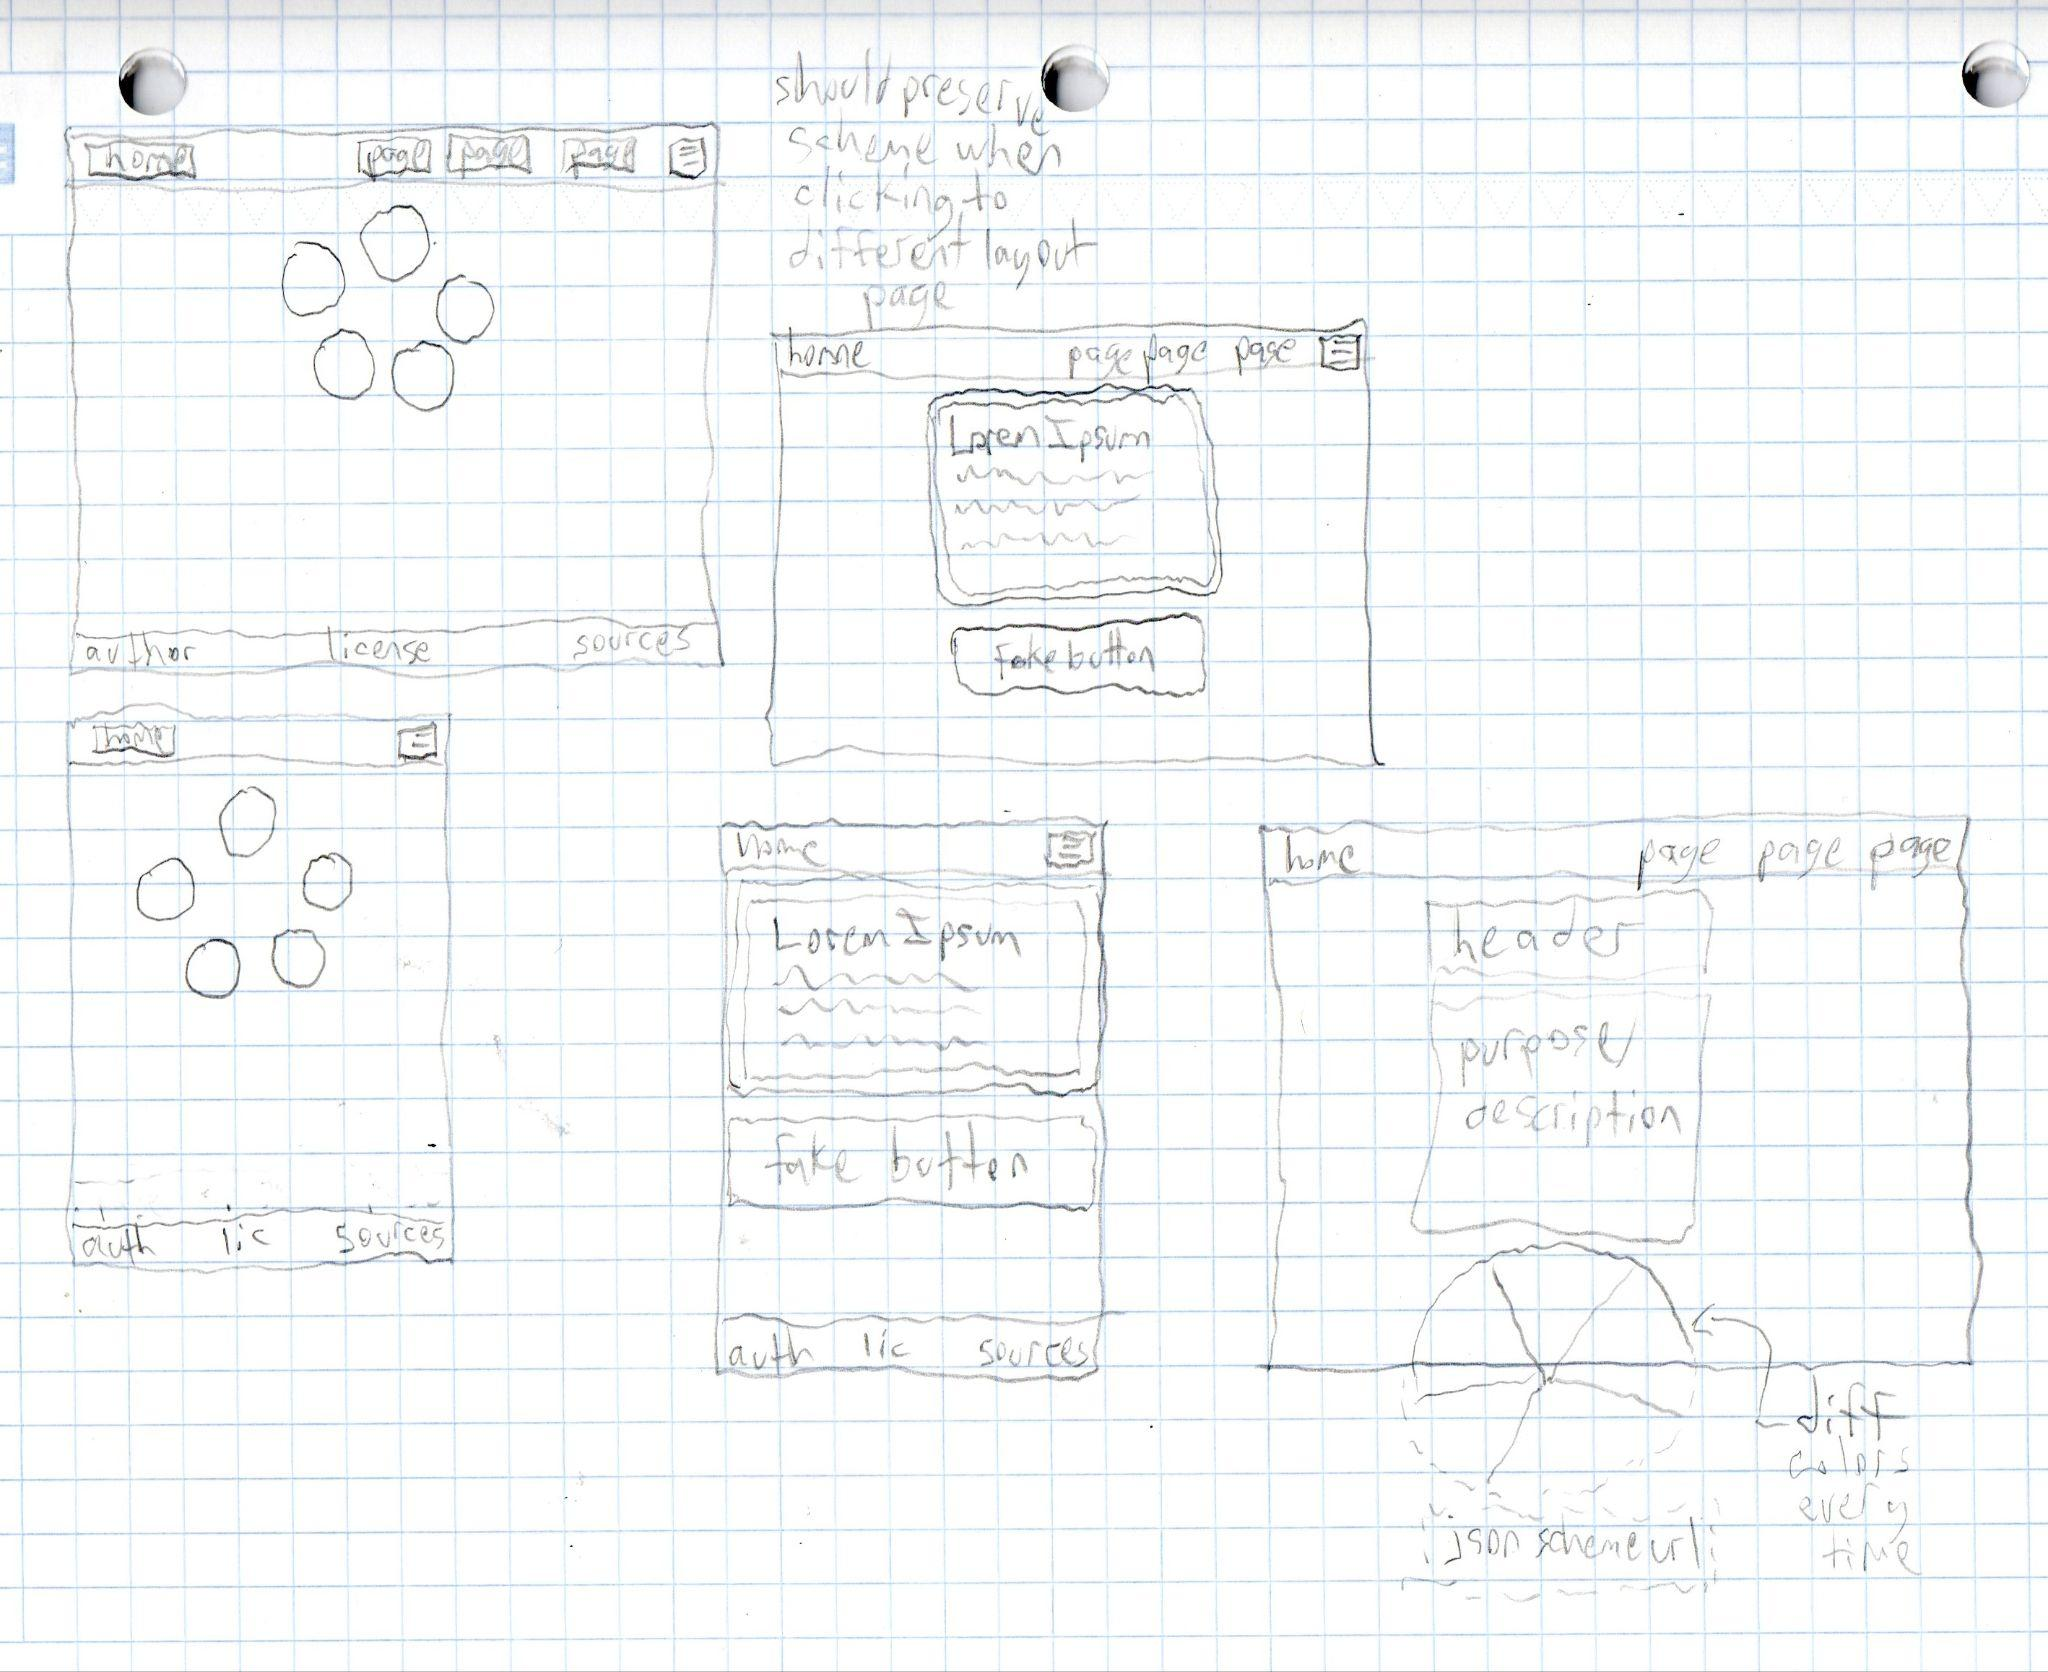 should preserve
scheme when
clicking to
different layout
page
home page page page
author license sources
home page page page
Lorem Ipsum
Fake button
home
auth lic sources
home
Lorem Ipsum
fake button
auth lic sources
home page page page
header
purpose/
description
diff
colors
every
time
json scheme url